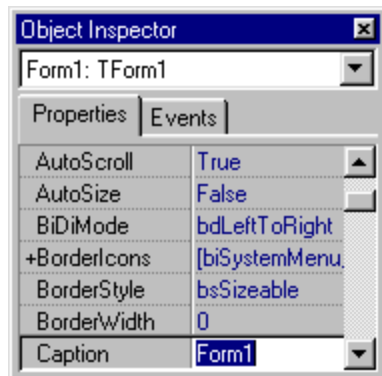 Object Inspector
Form1: TForm1
Properties Events
AutoScroll True
AutoSize False
BiDiMode bdLeftToRight
+BorderIcons [biSystemMenu,
BorderStyle bsSizeable
BorderWidth 0
Caption Form1